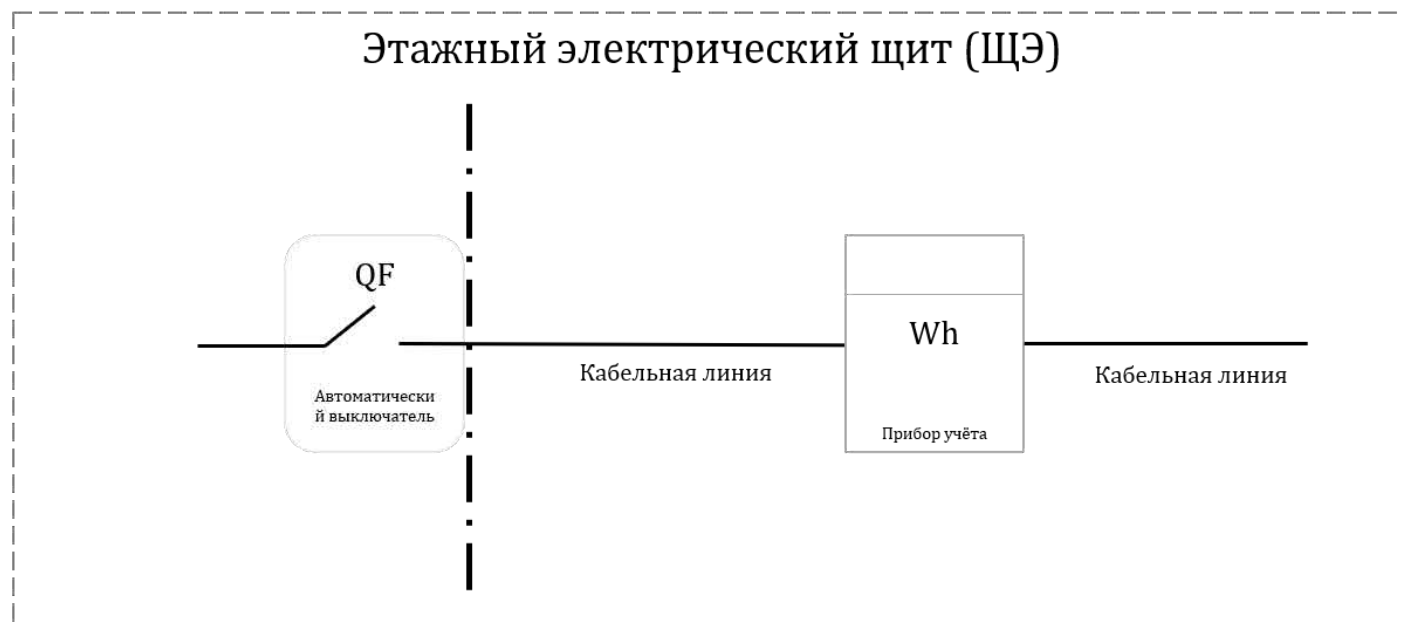 Этажный электрический щит (ЩЭ)
QF
Автоматически
й выключатель
Кабельная линия
Wh
Прибор учёта
Кабельная линия